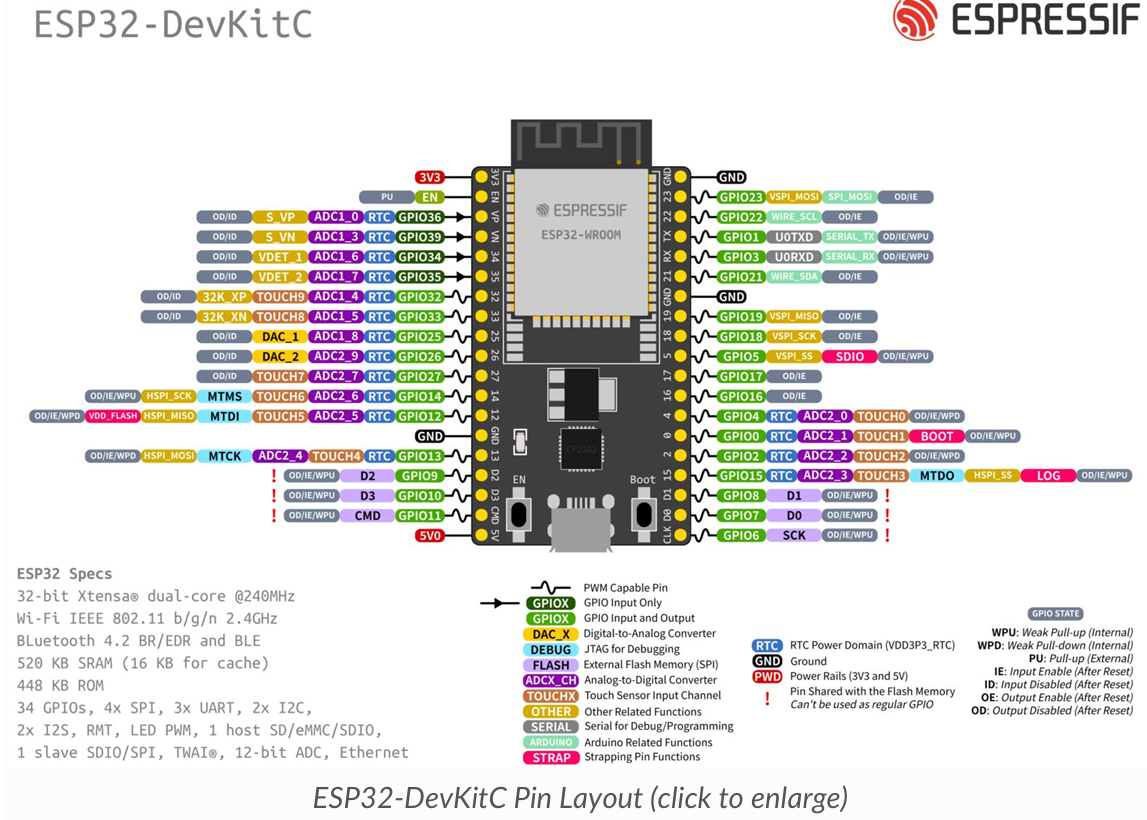 ESP32-DevKitC
ESPRESSIF
3V3
PU EN
OD/ID S_VP ADC1_0 RTC GPIO36
OD/ID S_VN ADC1_3 RTC GPIO39
OD/ID VDET_1 ADC1_6 RTC GPIO34
OD/ID VDET_2 ADC1_7 RTC GPIO35
OD/ID 32K_XP TOUCH9 ADC1_4 RTC GPIO32
OD/ID 32K_XN TOUCH8 ADC1_5 RTC GPIO33
OD/ID DAC_1 ADC1_8 RTC GPIO25
OD/ID DAC_2 ADC2_9 RTC GPIO26
OD/ID TOUCH7 ADC2_7 RTC GPIO27
OD/IE/WPU HSPI_SCK MTMS TOUCH6 ADC2_6 RTC GPIO14
OD/IE/WPD VDD_FLASH HSPI_MISO MTDI TOUCH5 ADC2_5 RTC GPIO12
GND
OD/IE/WPD HSPI_MOSI MTCK ADC2_4 TOUCH4 RTC GPIO13
! OD/IE/WPU D2 GPIO9
! OD/IE/WPU D3 GPIO10
! OD/IE/WPU CMD GPIO11
5V0
3V3
EN
VP
VN
34
35
32
33
25
26
27
14
12
GND
13
D2
D3
CMD
5V
ESPRESSIF
ESP32-WROOM
CP2102
EN
Boot
GND
23
22
TX
RX
21
GND
19
18
5
17
16
4
0
2
15
D1
D0
CLK
GND
GPIO23 VSPI_MOSI SPI_MOSI OD/IE
GPIO22 WIRE_SCL OD/IE
GPIO1 U0TXD SERIAL_TX OD/IE/WPU
GPIO3 U0RXD SERIAL_RX OD/IE/WPU
GPIO21 WIRE_SDA OD/IE
GND
GPIO19 VSPI_MISO OD/IE
GPIO18 VSPI_SCK OD/IE
GPIO5 VSPI_SS SDIO OD/IE/WPU
GPIO17 OD/IE
GPIO16 OD/IE
GPIO4 RTC ADC2_0 TOUCH0 OD/IE/WPD
GPIO0 RTC ADC2_1 TOUCH1 BOOT OD/IE/WPU
GPIO2 RTC ADC2_2 TOUCH2 OD/IE/WPD
GPIO15 RTC ADC2_3 TOUCH3 MTDO HSPI_SS LOG OD/IE/WPU
GPIO8 D1 OD/IE/WPU !
GPIO7 D0 OD/IE/WPU !
GPIO6 SCK OD/IE/WPU !
ESP32 Specs
32-bit Xtensa® dual-core @240MHz
Wi-Fi IEEE 802.11 b/g/n 2.4GHz
BLuetooth 4.2 BR/EDR and BLE
520 KB SRAM (16 KB for cache)
448 KB ROM
34 GPIOs, 4x SPI, 3x UART, 2x I2C,
2x I2S, RMT, LED PWM, 1 host SD/eMMC/SDIO,
1 slave SDIO/SPI, TWAI®, 12-bit ADC, Ethernet
PWM Capable Pin
GPIOX GPIO Input Only
GPIOX GPIO Input and Output
DAC_X Digital-to-Analog Converter
DEBUG JTAG for Debugging
FLASH External Flash Memory (SPI)
ADCX_CH Analog-to-Digital Converter
TOUCHX Touch Sensor Input Channel
OTHER Other Related Functions
SERIAL Serial for Debug/Programming
ARDUINO Arduino Related Functions
STRAP Strapping Pin Functions
RTC RTC Power Domain (VDD3P3_RTC)
GND Ground
PWD Power Rails (3V3 and 5V)
! Pin Shared with the Flash Memory
Can't be used as regular GPIO
GPIO STATE
WPU: Weak Pull-up (Internal)
WPD: Weak Pull-down (Internal)
PU: Pull-up (External)
IE: Input Enable (After Reset)
ID: Input Disabled (After Reset)
OE: Output Enable (After Reset)
OD: Output Disabled (After Reset)
ESP32-DevKitC Pin Layout (click to enlarge)